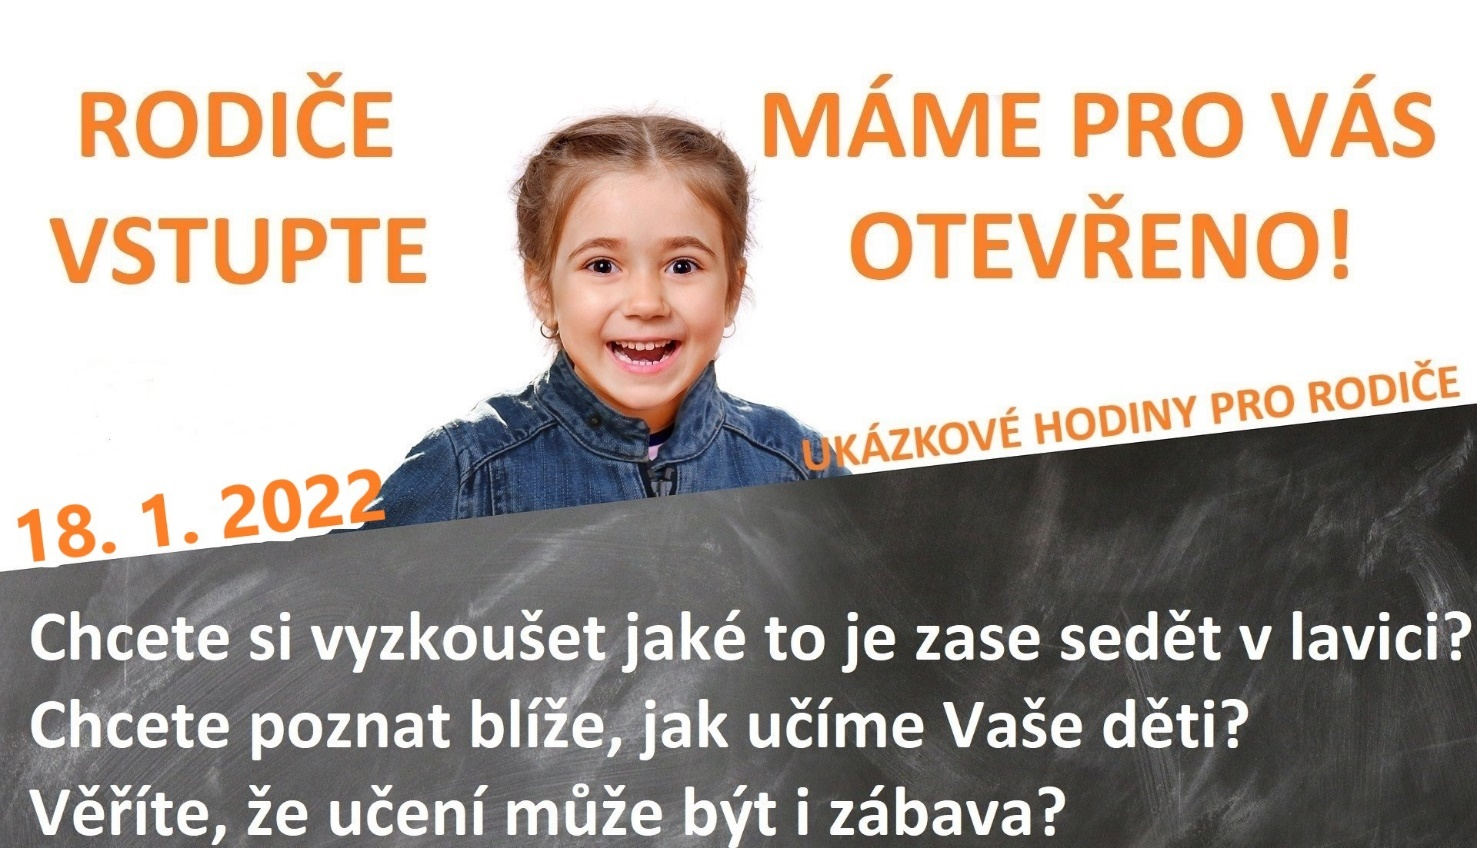 RODIČE
VSTUPTE
MÁME PRO VÁS
OTEVŘENO!
UKÁZKOVÉ HODINY PRO RODIČE
18. 1. 2022
Chcete si vyzkoušet jaké to je zase sedět v lavici?
Chcete poznat blíže, jak učíme Vaše děti?
Věříte, že učení může být i zábava?